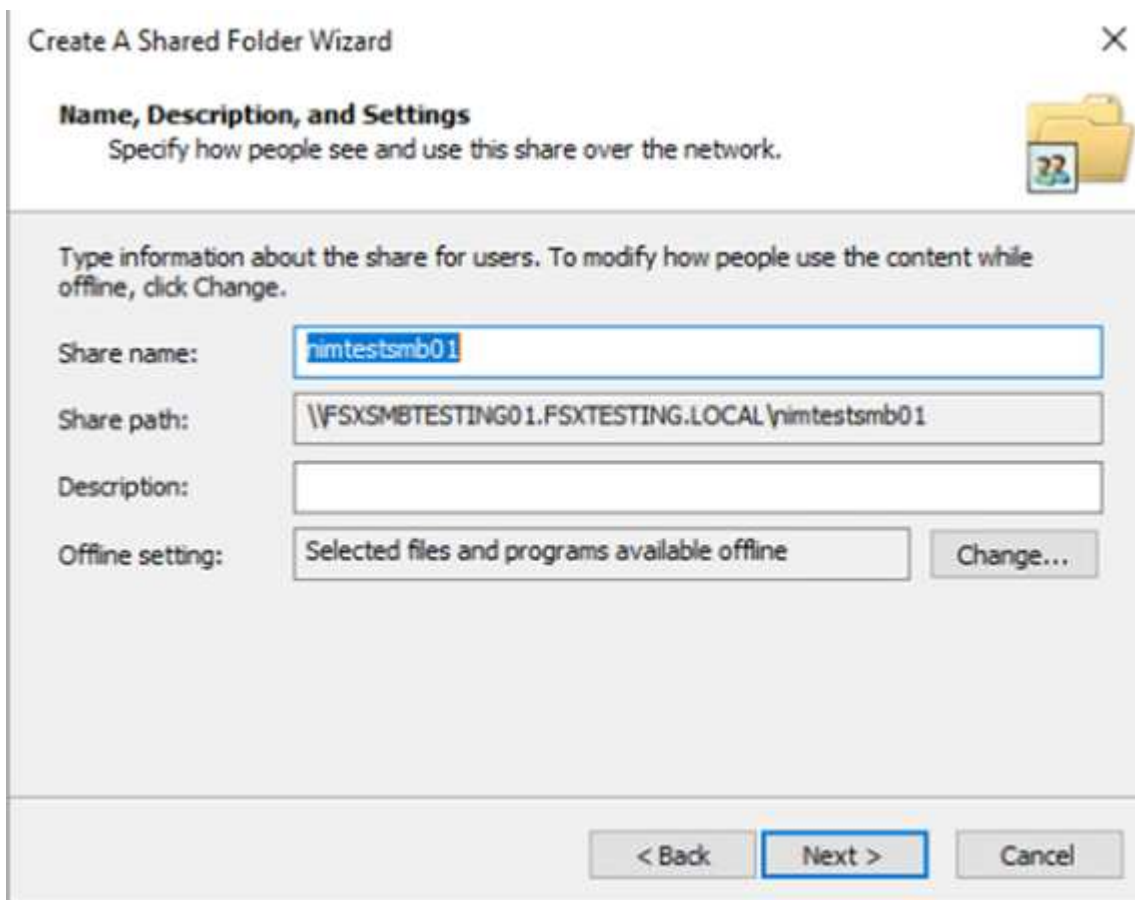 Create A Shared Folder Wizard
Name, Description, and Settings
Specify how people see and use this share over the network.
Type information about the share for users. To modify how people use the content while
offline, click Change.
Share name: nimtestsmb01
Share path: \\FSXSMBTESTING01.FSXTESTING.LOCAL\nimtestsmb01
Description:
Offline setting: Selected files and programs available offline Change...
< Back Next > Cancel